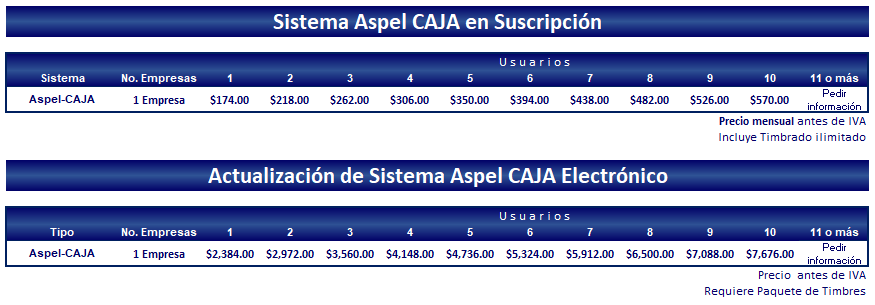 Sistema Aspel CAJA en Suscripción
Usuarios
Sistema No. Empresas 1 2 3 4 5 6 7 8 9 10 11 o más
Aspel-CAJA 1 Empresa $174.00 $218.00 $262.00 $306.00 $350.00 $394.00 $438.00 $482.00 $526.00 $570.00 Pedir información
Precio mensual antes de IVA
Incluye Timbrado ilimitado
Actualización de Sistema Aspel CAJA Electrónico
Usuarios
Tipo No. Empresas 1 2 3 4 5 6 7 8 9 10 11 o más
Aspel-CAJA 1 Empresa $2,384.00 $2,972.00 $3,560.00 $4,148.00 $4,736.00 $5,324.00 $5,912.00 $6,500.00 $7,088.00 $7,676.00 Pedir información
Precio antes de IVA
Requiere Paquete de Timbres